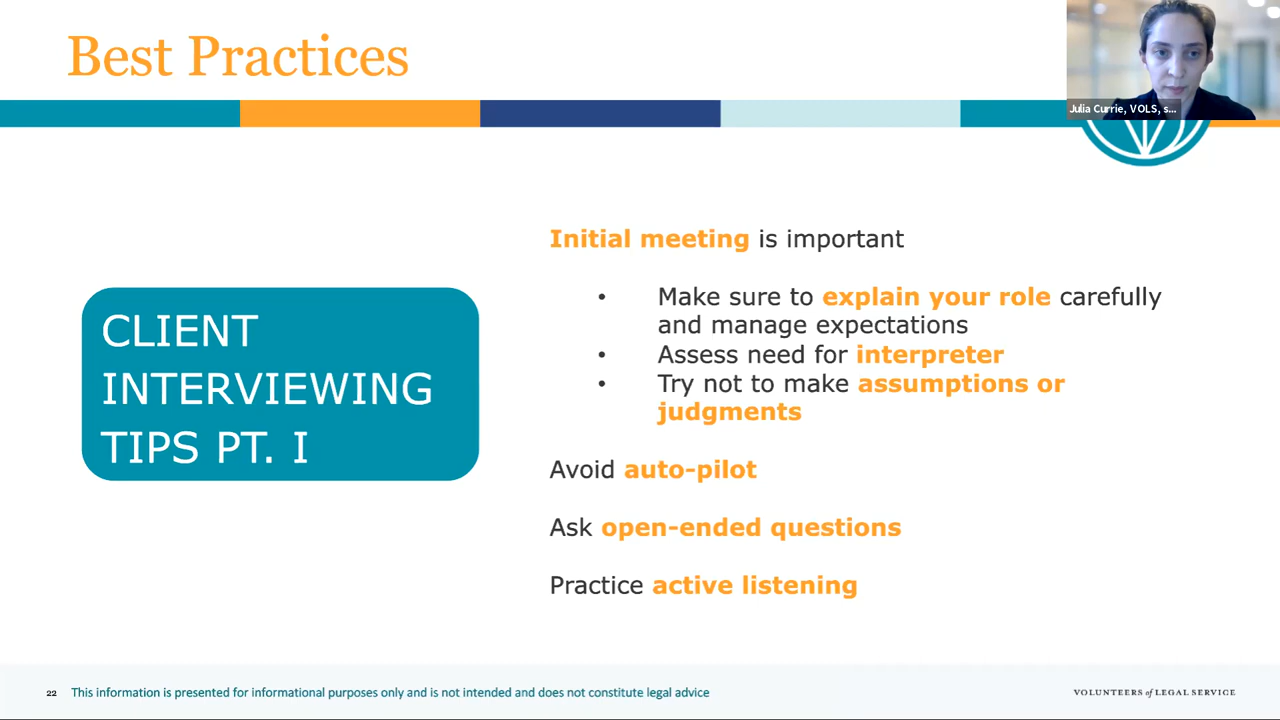 Best Practices
Julia Currie, VOLS, s...
CLIENT
INTERVIEWING
TIPS PT. I
Initial meeting is important
• Make sure to explain your role carefully
and manage expectations
• Assess need for interpreter
• Try not to make assumptions or
judgments
Avoid auto-pilot
Ask open-ended questions
Practice active listening
22 This information is presented for informational purposes only and is not intended and does not constitute legal advice
VOLUNTEERS of LEGAL SERVICE